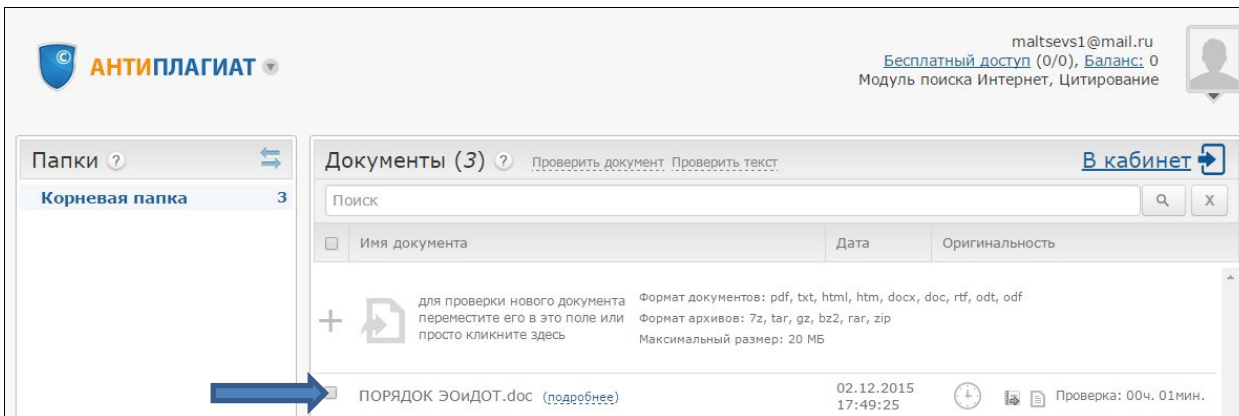 maltsevs1@mail.ru
Бесплатный доступ (0/0), Баланс: 0
Модуль поиска Интернет, Цитирование
©
АНТИПЛАГИАТ
Папки ?
Корневая папка 3
Документы (3) ? Проверить документ Проверить текст В кабинет
Поиск X
Имя документа Дата Оригинальность
для проверки нового документа
переместите его в это поле или
просто кликните здесь
Формат документов: pdf, txt, html, htm, docx, doc, rtf, odt, odf
Формат архивов: 7z, tar, gz, bz2, rar, zip
Максимальный размер: 20 МБ
ПОРЯДОК ЭОиДОТ.doc (подробнее)
02.12.2015
17:49:25
Проверка: 00ч. 01мин.